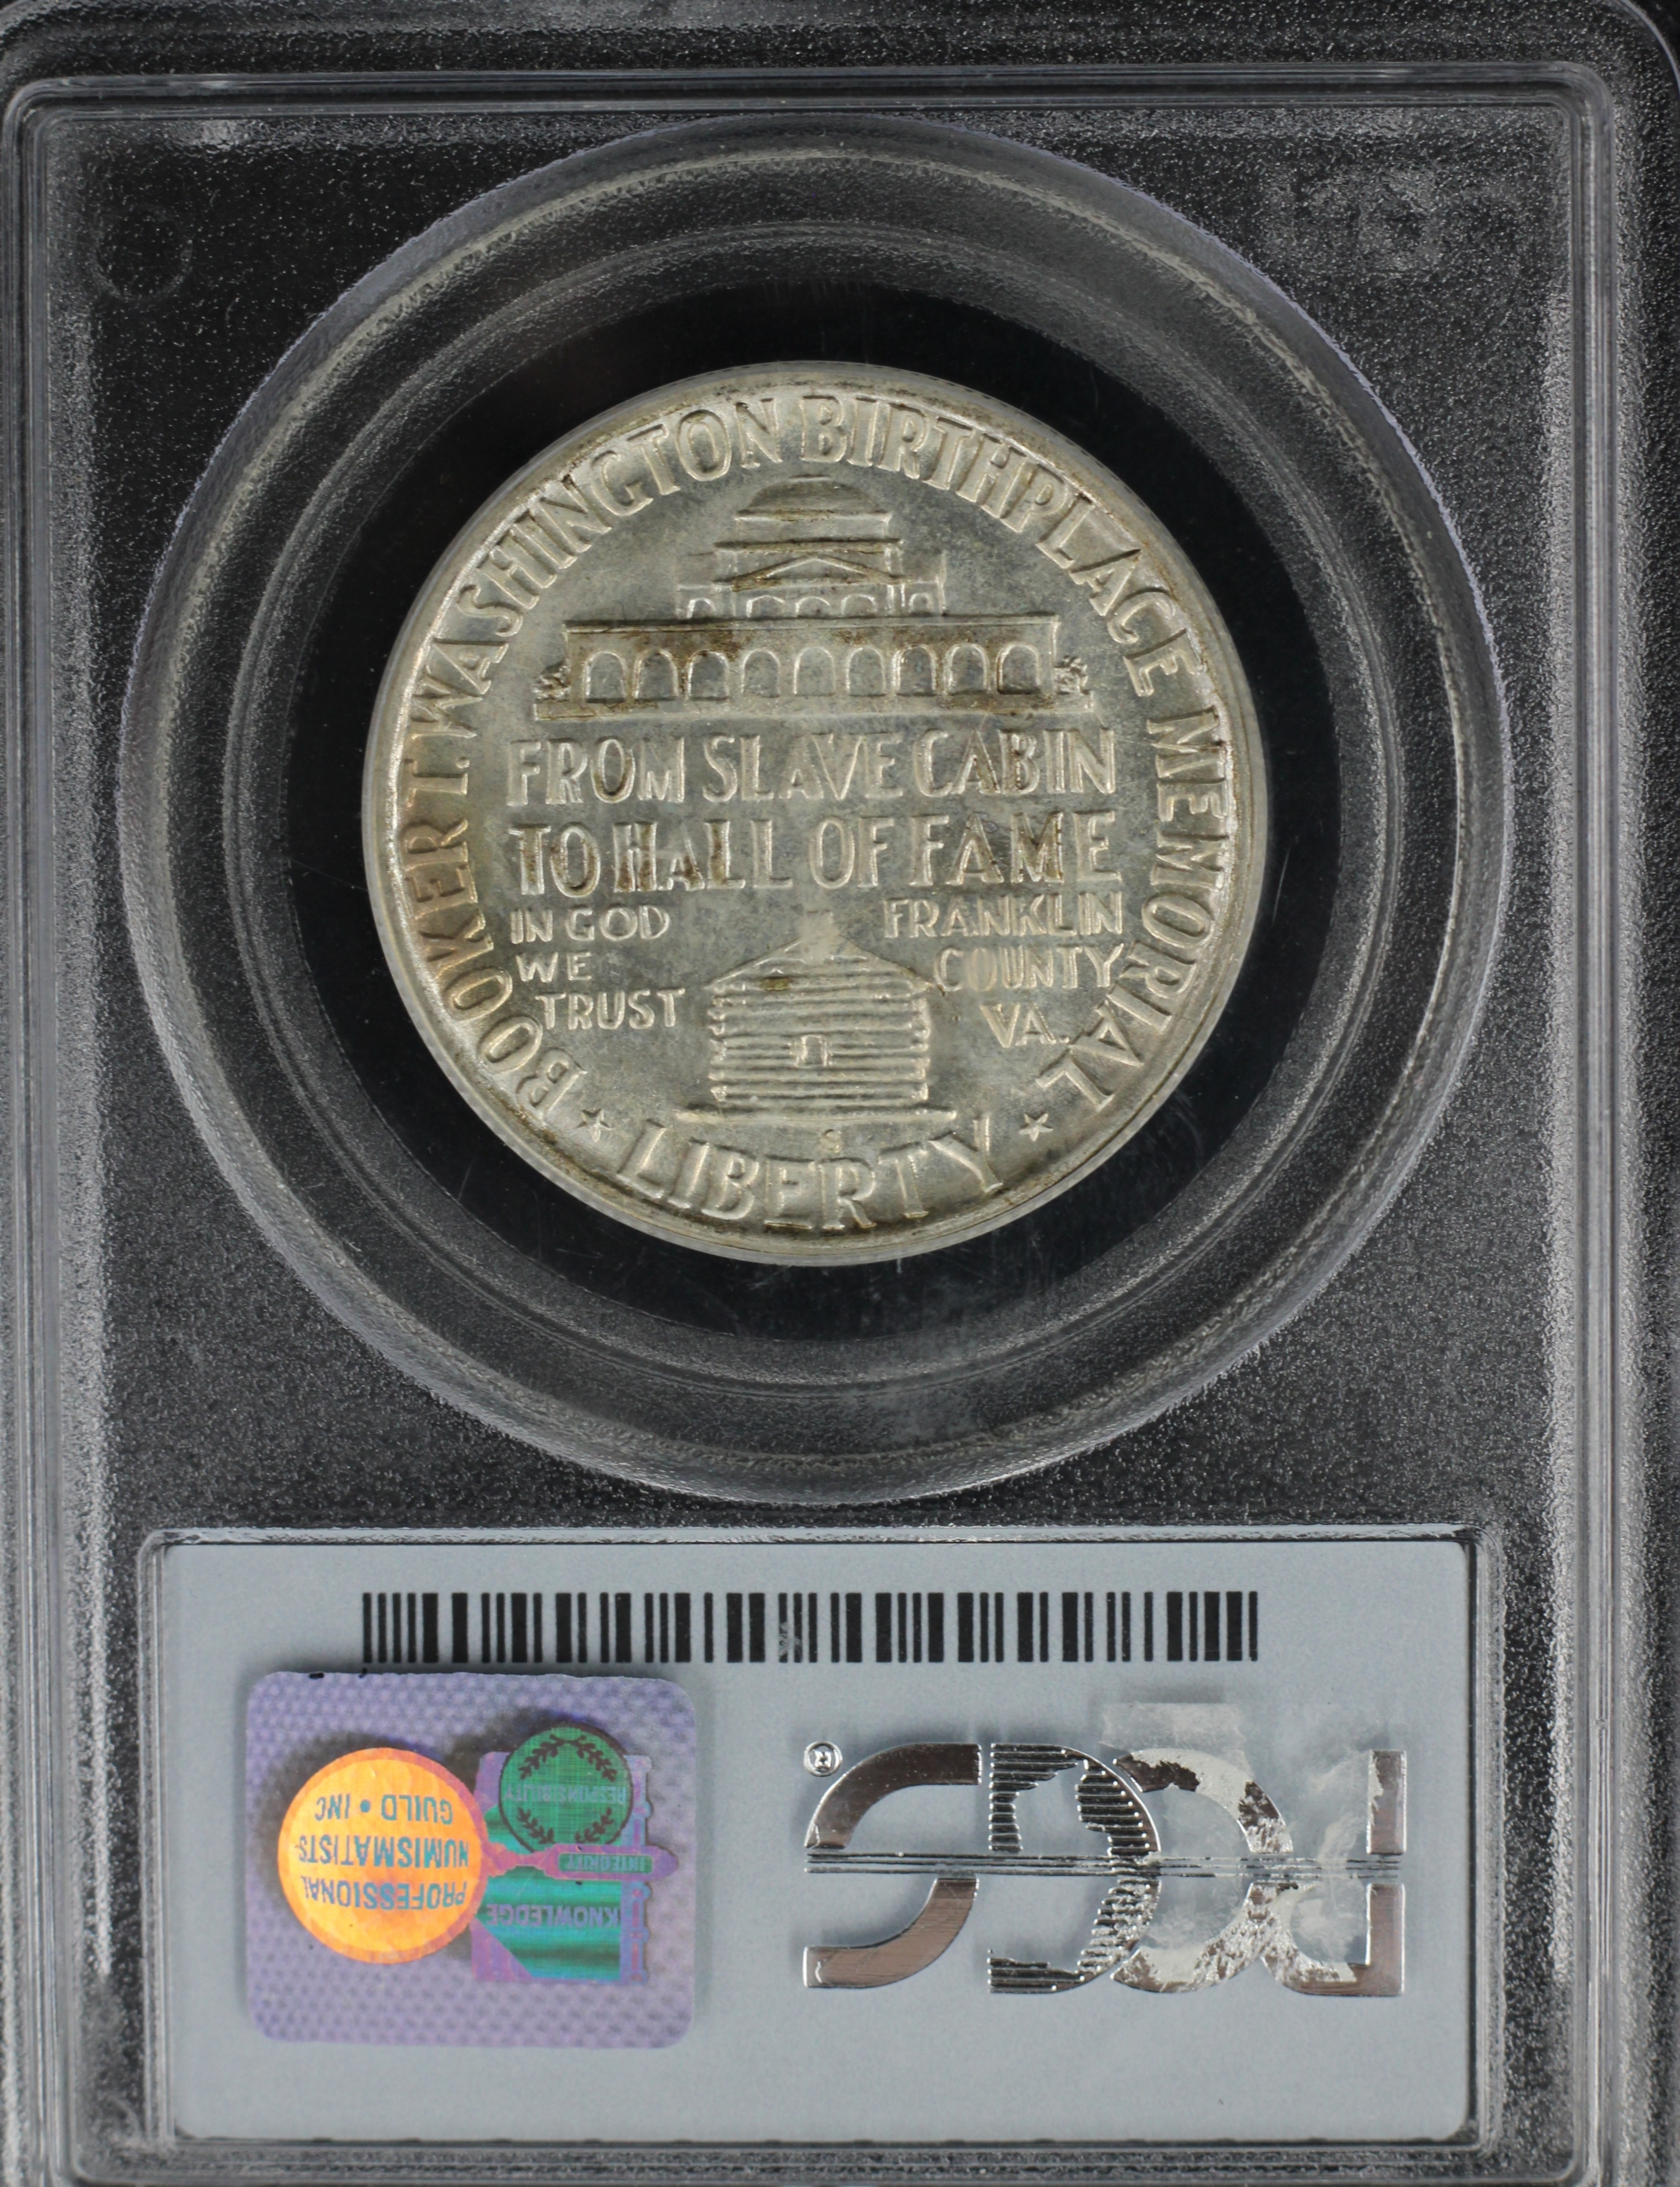 BOOKER T. WASHINGTON BIRTHPLACE MEMORIAL
FROM SLAVE CABIN
TO HALL OF FAME
IN GOD
WE
TRUST
FRANKLIN
COUNTY
VA.
S
★ LIBERTY ★
PCGS®
KNOWLEDGE
INTEGRITY
RESPONSIBILITY
PROFESSIONAL
NUMISMATISTS
GUILD • INC